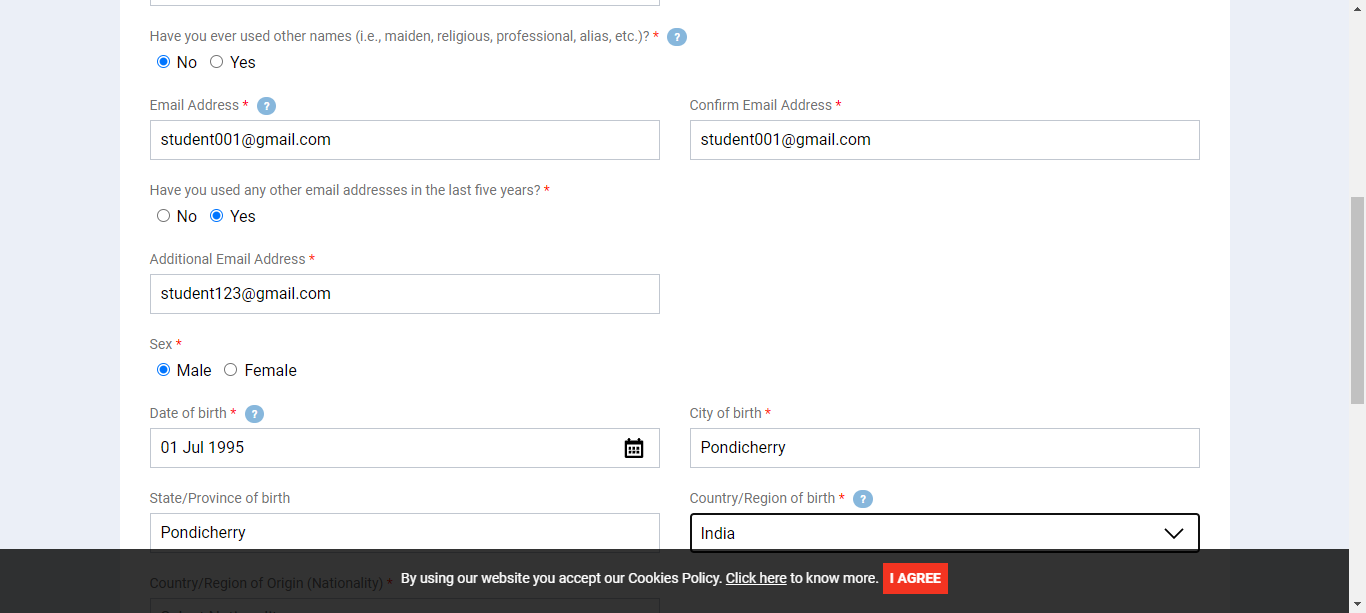 Have you ever used other names (i.e., maiden, religious, professional, alias, etc.)? * ?
No Yes
Email Address * ? Confirm Email Address *
student001@gmail.com student001@gmail.com
Have you used any other email addresses in the last five years? *
No Yes
Additional Email Address *
student123@gmail.com
Sex *
Male Female
Date of birth * ? City of birth *
01 Jul 1995 Pondicherry
State/Province of birth Country/Region of birth * ?
Pondicherry India
Country/Region of Origin (Nationality) *
By using our website you accept our Cookies Policy. Click here to know more. I AGREE